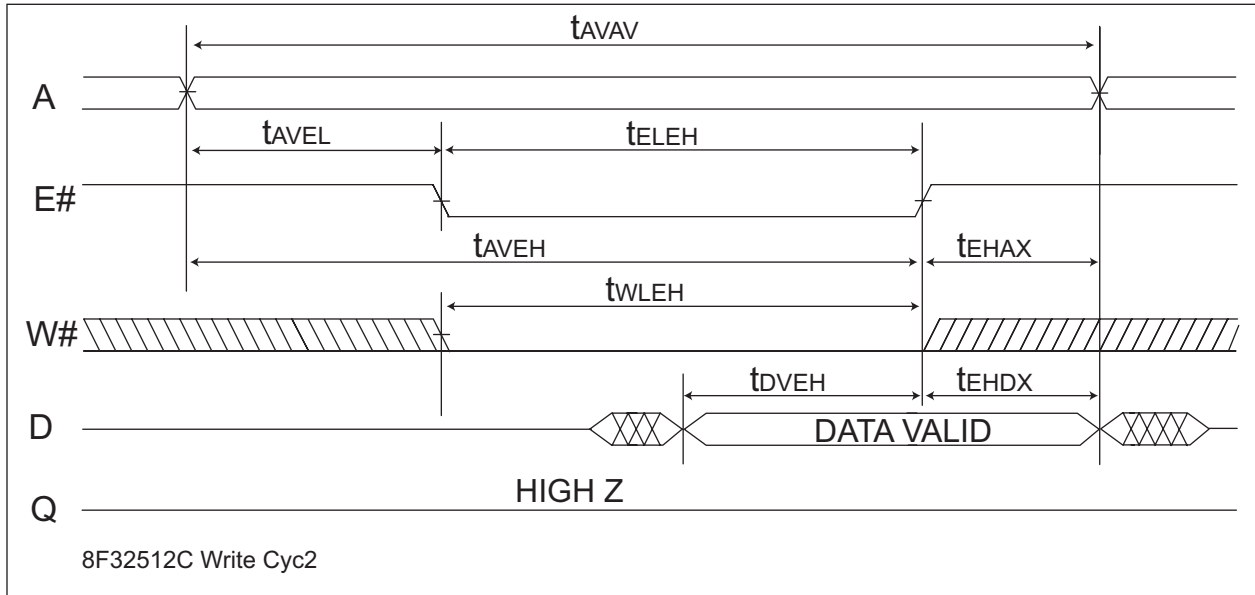 tAVAV
A
tAVEL
tELEH
E#
tAVEH
tEHAX
tWLEH
W#
tDVEH
tEHDX
D
DATA VALID
HIGH Z
Q
8F32512C Write Cyc2